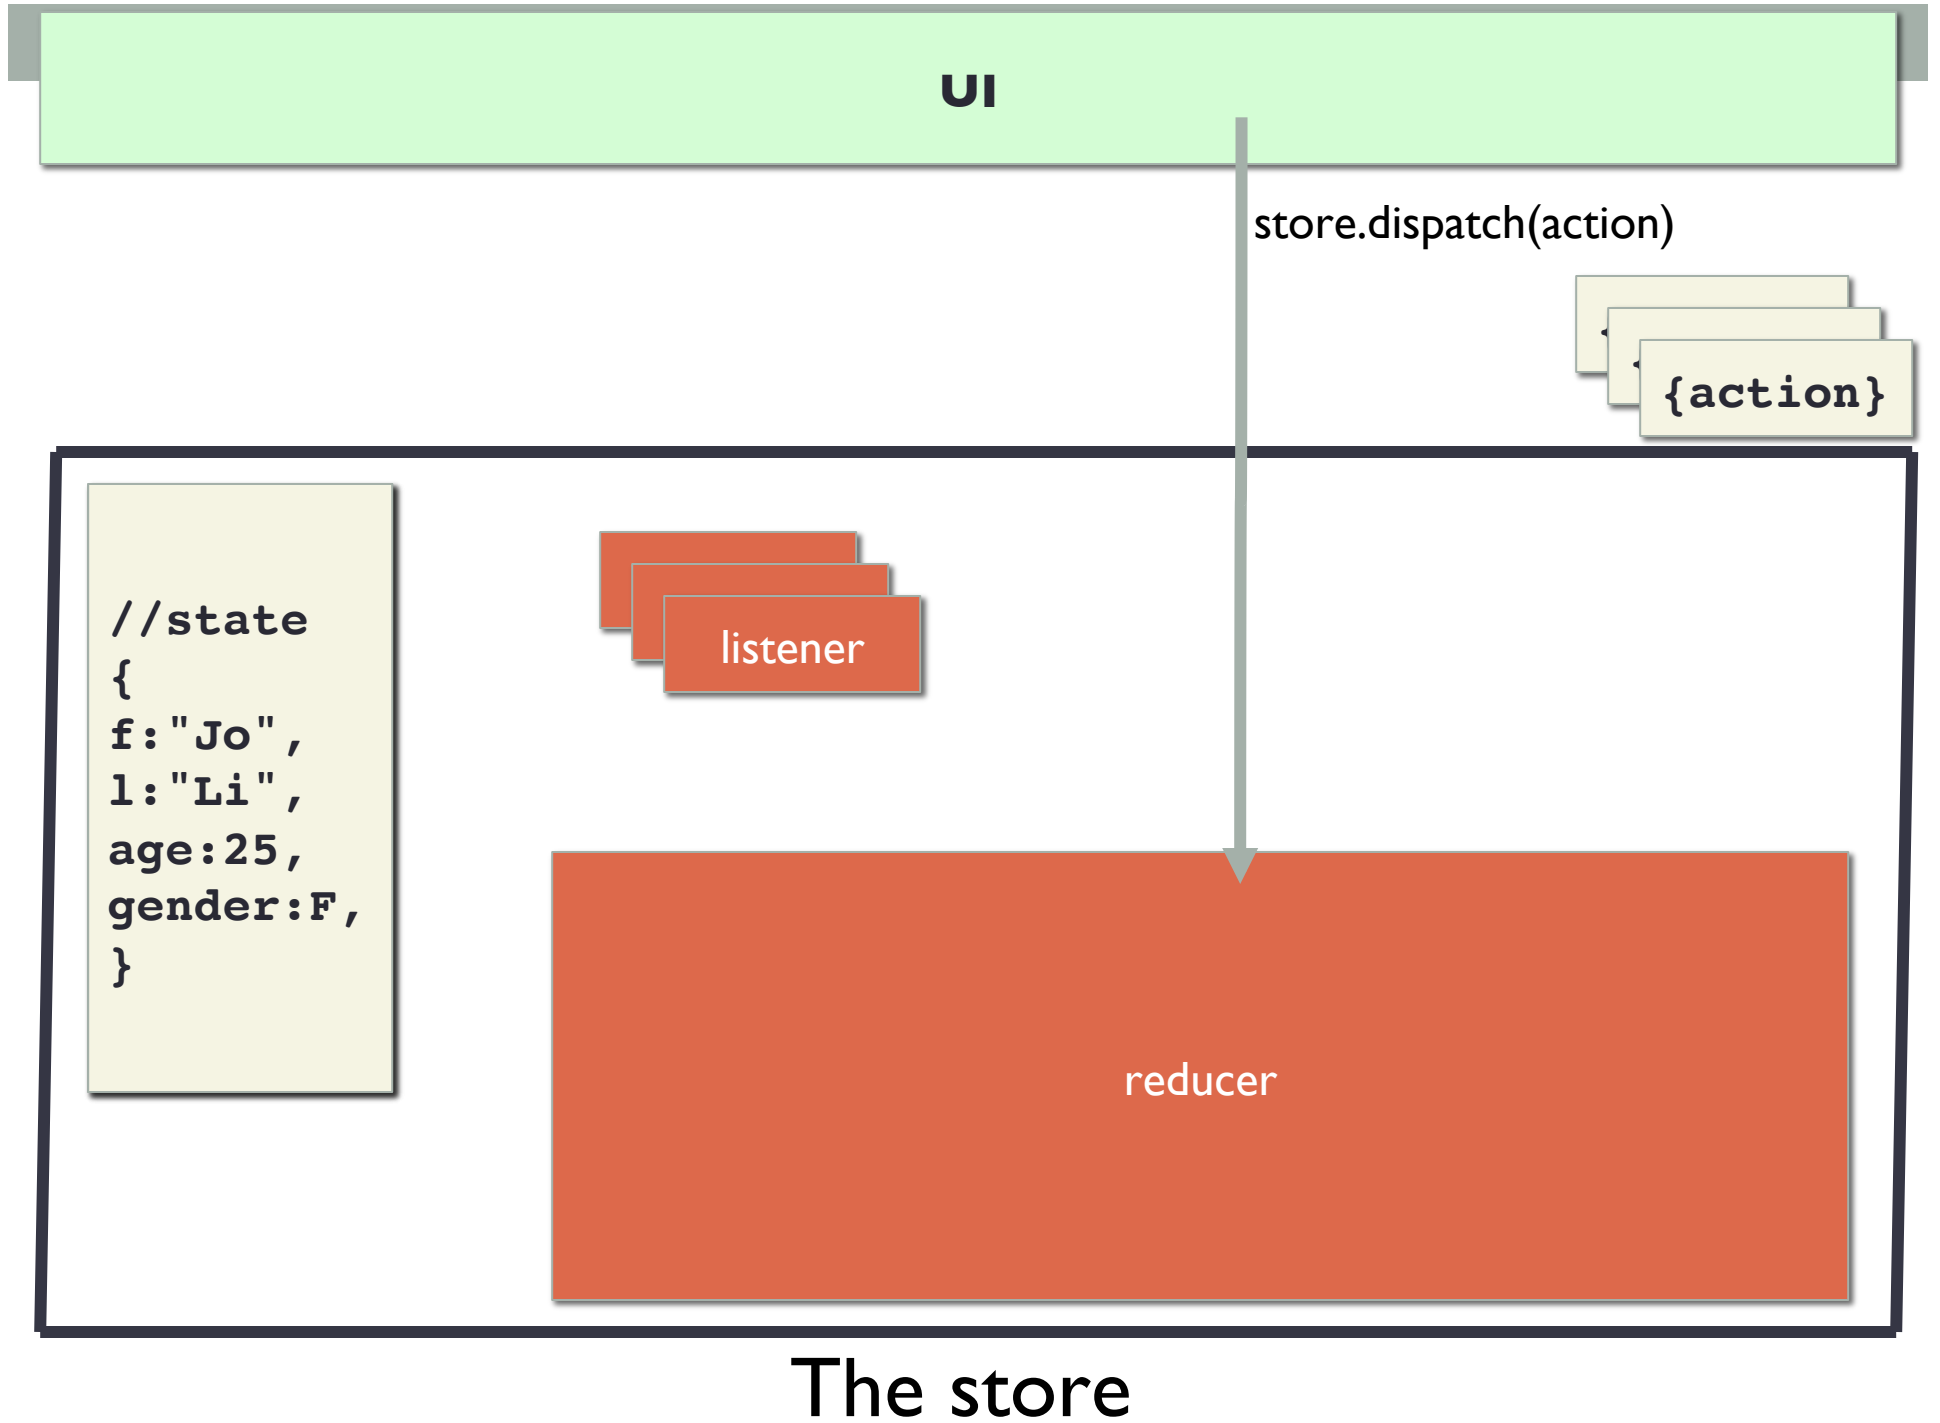 UI
store.dispatch(action)
{
{
{action}
//state
{
f:"Jo",
l:"Li",
age:25,
gender:F,
}
listener
reducer
The store